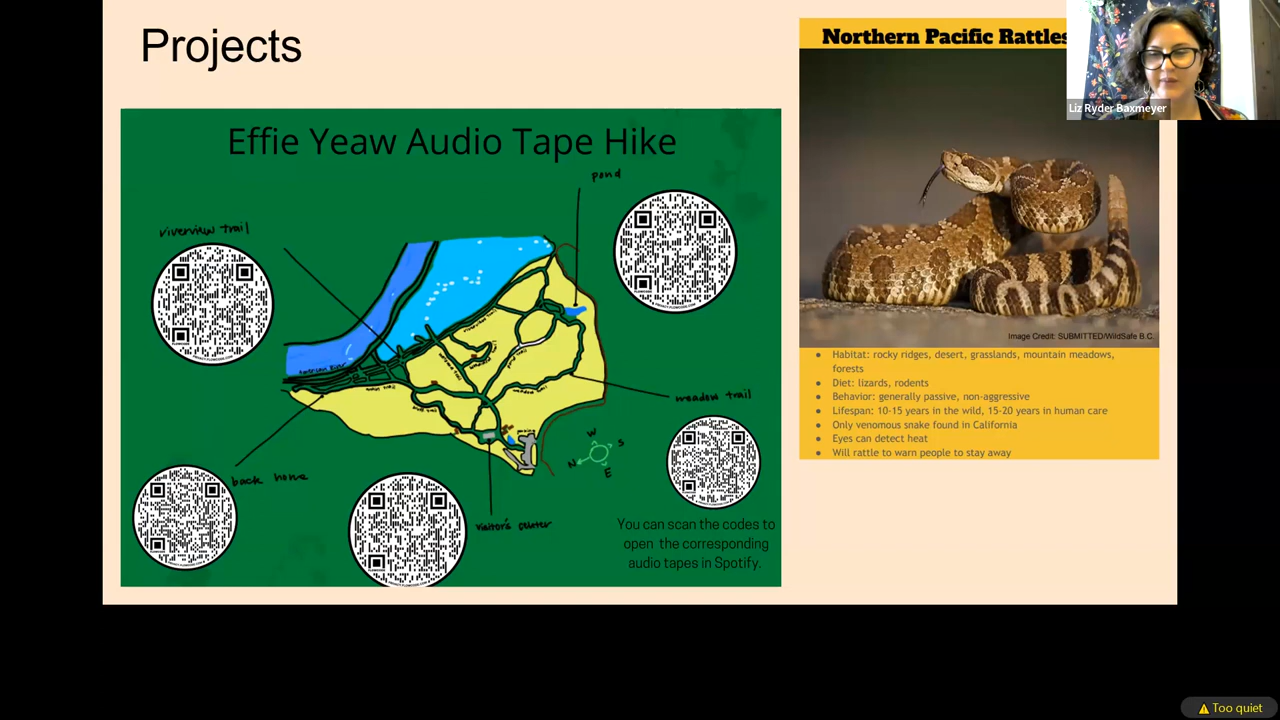 Projects
Effie Yeaw Audio Tape Hike
pond
riverview trail
American River
meadow trail
W
S
N
E
back home
visitor's center
You can scan the codes to
open the corresponding
audio tapes in Spotify.
Northern Pacific Rattles
Liz Ryder Baxmeyer
Image Credit: SUBMITTED/WildSafe B.C.
● Habitat: rocky ridges, desert, grasslands, mountain meadows,
forests
● Diet: lizards, rodents
● Behavior: generally passive, non-aggressive
● Lifespan: 10-15 years in the wild, 15-20 years in human care
● Only venomous snake found in California
● Eyes can detect heat
● Will rattle to warn people to stay away
Too quiet